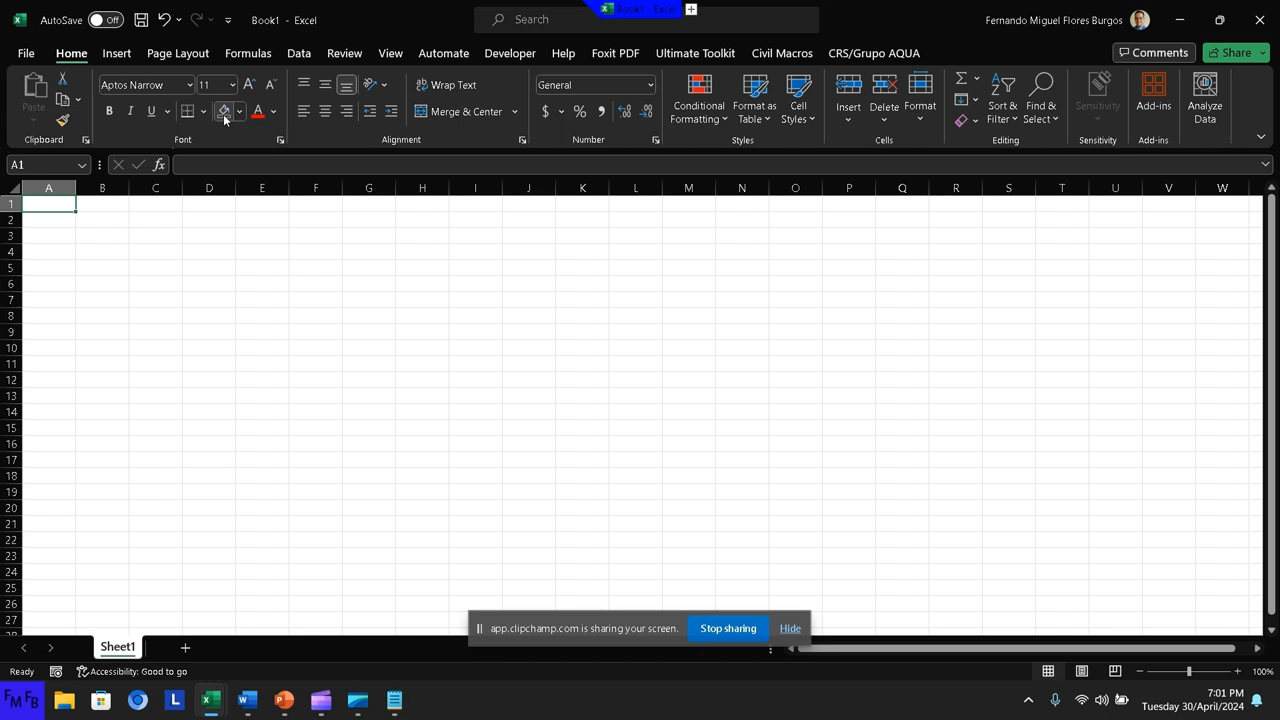 AutoSave Off Book1 - Excel Search Book1 - Excel Fernando Miguel Flores Burgos
File Home Insert Page Layout Formulas Data Review View Automate Developer Help Foxit PDF Ultimate Toolkit Civil Macros CRS/Grupo AQUA Comments Share
Paste Aptos Narrow 11 A A Wrap Text General Conditional Formatting Format as Table Cell Styles Insert Delete Format Sort & Filter Find & Select Sensitivity Add-ins Analyze Data
B I U A Merge & Center $ % 9
Clipboard Font Alignment Number Styles Cells Editing Sensitivity Add-ins
A1 fx
A B C D E F G H I J K L M N O P Q R S T U V W
1
2
3
4
5
6
7
8
9
10
11
12
13
14
15
16
17
18
19
20
21
22
23
24
25
26
27
28
app.clipchamp.com is sharing your screen. Stop sharing Hide
Sheet1
Ready Accessibility: Good to go 100%
FMFB L 7:01 PM
Tuesday 30/April/2024